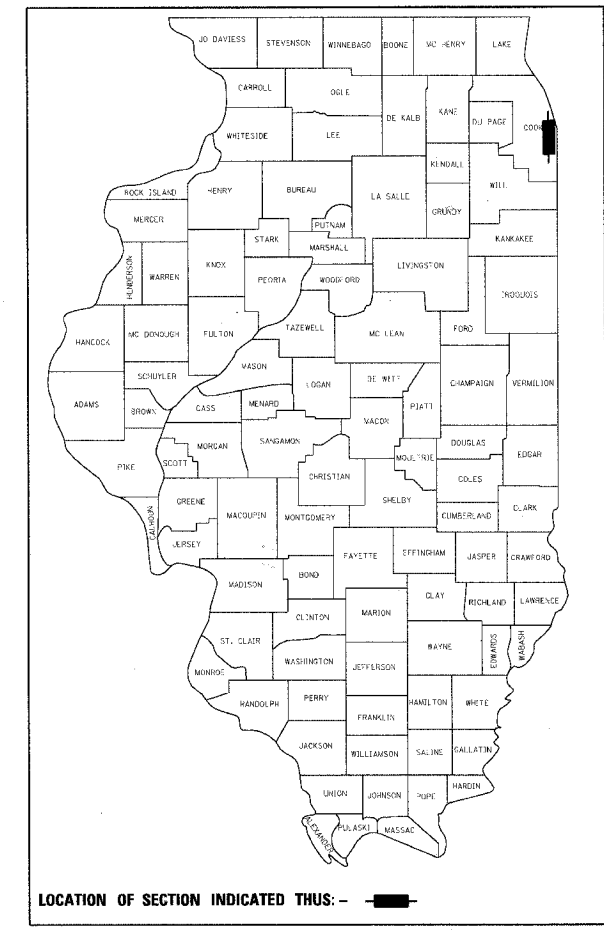 JO DAVIESS STEVENSON WINNEBAGO BOONE MC HENRY LAKE
CARROLL OGLE DE KALB KANE DU PAGE COOK
WHITESIDE LEE KENDALL WILL
ROCK ISLAND HENRY BUREAU LA SALLE GRUNDY
MERCER PUTNAM KANKAKEE
STARK MARSHALL
HENDERSON WARREN KNOX PEORIA WOODFORD LIVINGSTON IROQUOIS
HANCOCK MC DONOUGH FULTON TAZEWELL MC LEAN FORD
SCHUYLER MASON LOGAN DE WITT CHAMPAIGN VERMILION
ADAMS BROWN CASS MENARD MACON PIATT
PIKE SCOTT MORGAN SANGAMON MOULTRIE DOUGLAS EDGAR
CHRISTIAN COLES
CALHOUN GREENE MACOUPIN MONTGOMERY SHELBY CUMBERLAND CLARK
JERSEY FAYETTE EFFINGHAM JASPER CRAWFORD
MADISON BOND CLAY RICHLAND LAWRENCE
CLINTON MARION
ST. CLAIR WAYNE EDWARDS WABASH
MONROE WASHINGTON JEFFERSON
RANDOLPH PERRY HAMILTON WHITE
FRANKLIN
JACKSON WILLIAMSON SALINE GALLATIN
UNION JOHNSON POPE HARDIN
ALEXANDER PULASKI MASSAC
LOCATION OF SECTION INDICATED THUS: -